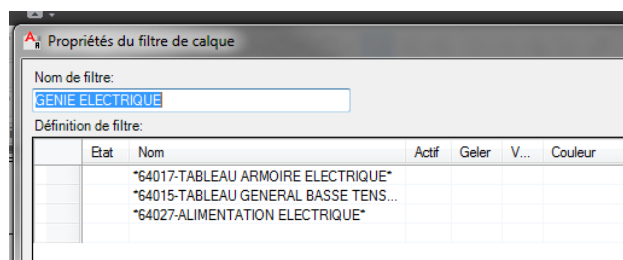 Propriétés du filtre de calque
Nom de filtre:
GENIE ELECTRIQUE
Définition de filtre:
Etat Nom Actif Geler V... Couleur
*64017-TABLEAU ARMOIRE ELECTRIQUE*
*64015-TABLEAU GENERAL BASSE TENS...
*64027-ALIMENTATION ELECTRIQUE*